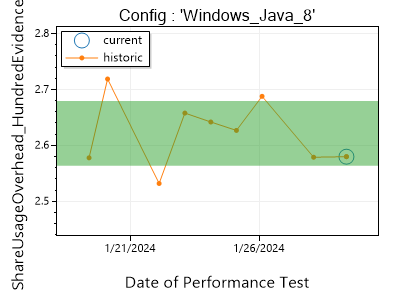 Config : 'Windows_Java_8'
current
historic
2.8
2.7
2.6
2.5
ShareUsageOverhead_HundredEvidence
1/21/2024
1/26/2024
Date of Performance Test